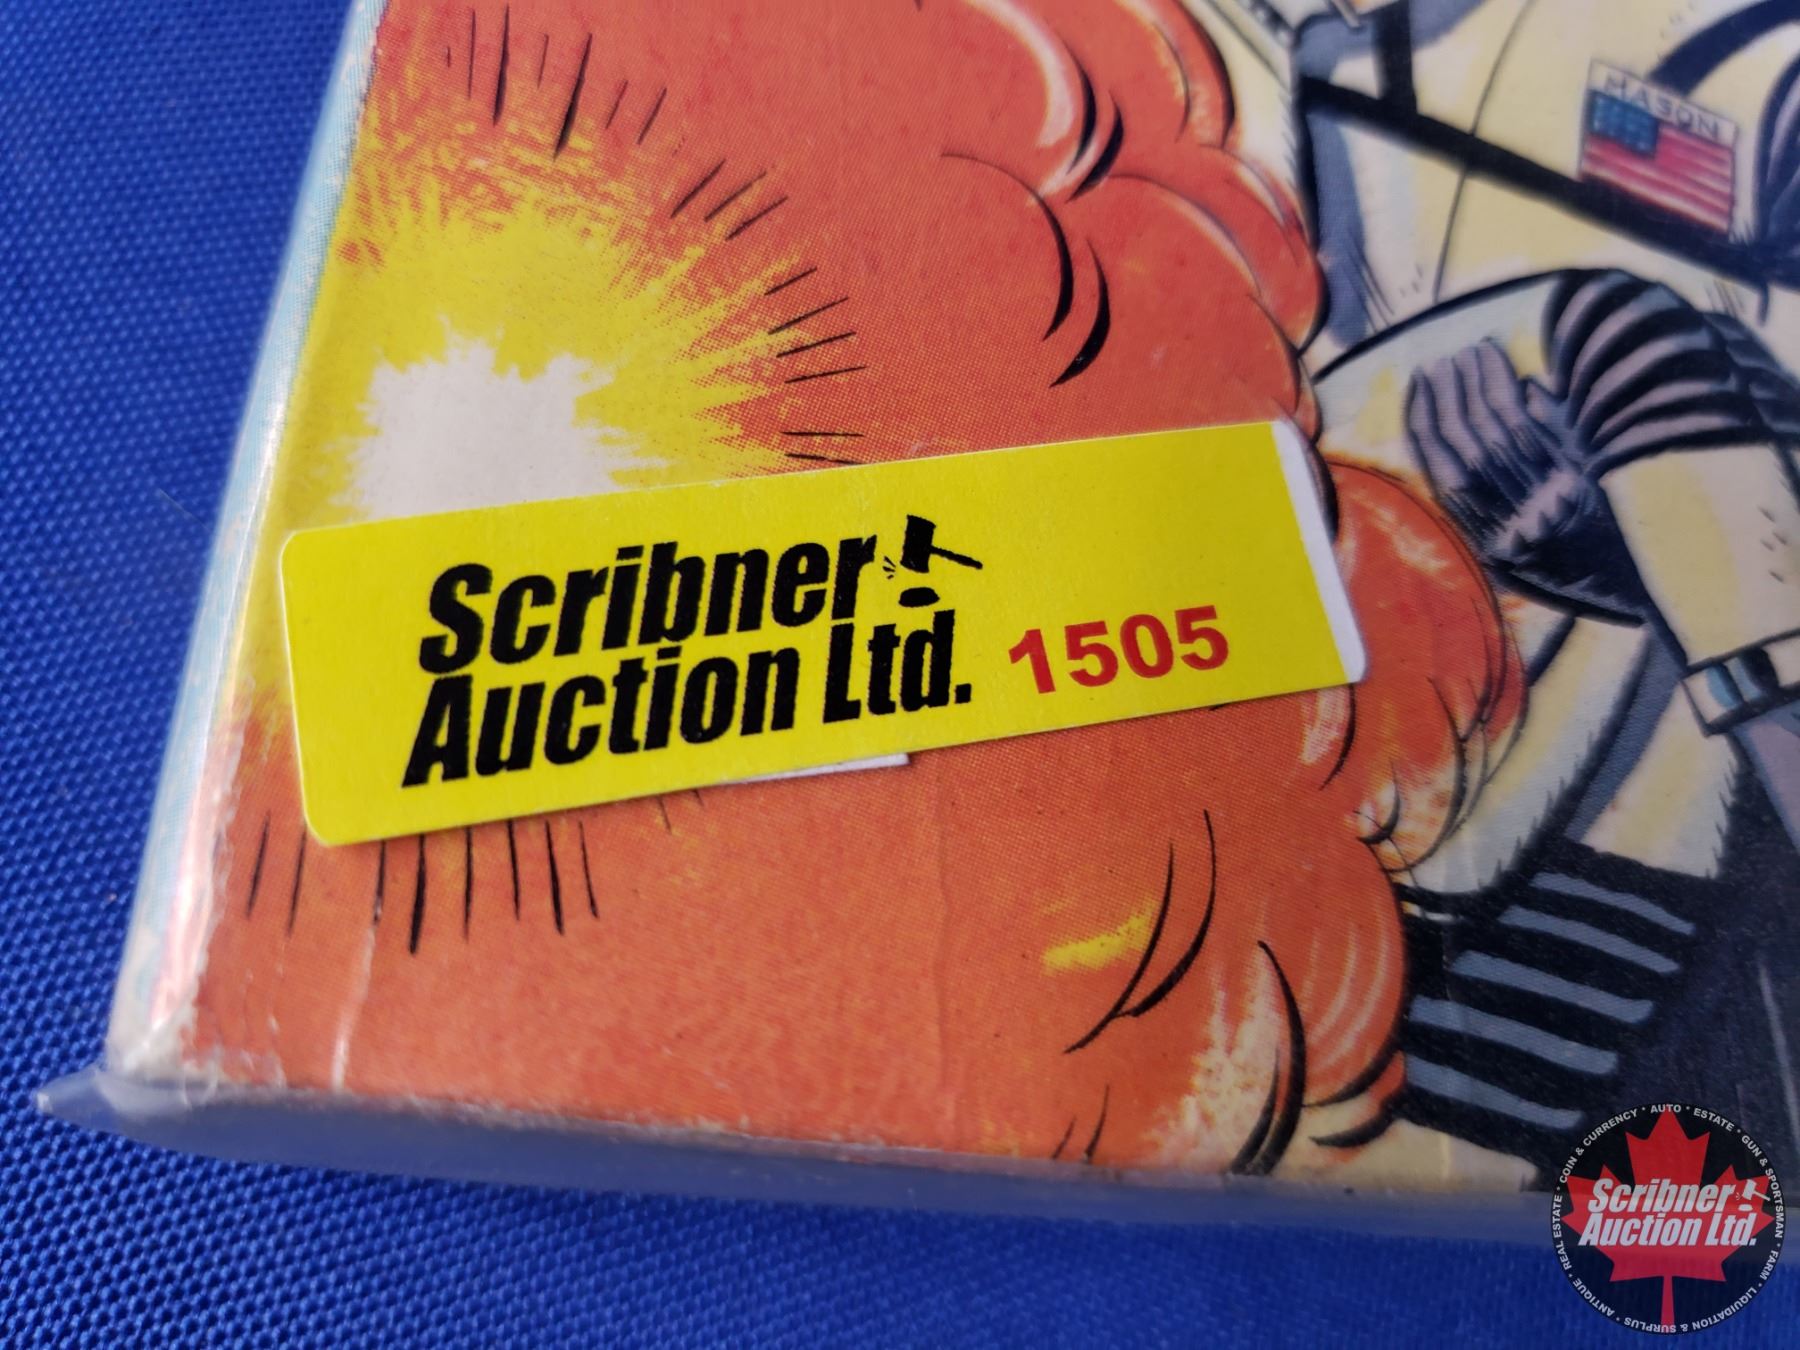 MASON
Scribner
Auction Ltd. 1505
COIN & CURRENCY * AUTO * ESTATE * GUN & SPORTSMAN * FARM * LIQUIDATION & SURPLUS * ANTIQUE * REAL ESTATE *
Scribner
Auction Ltd.